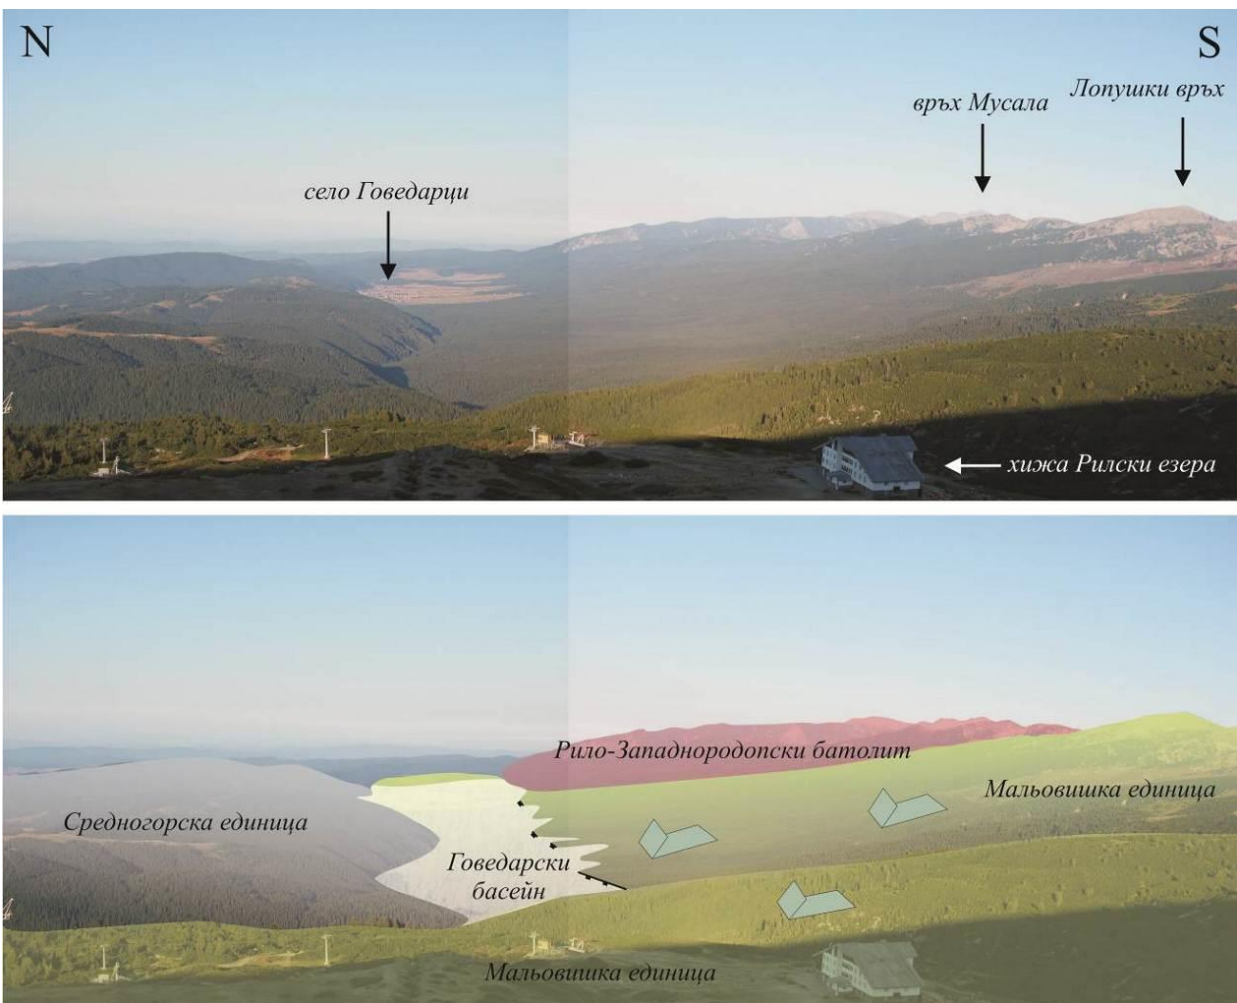 N
S
Лопушки връх
връх Мусала
село Говедарци
хижа Рилски езера
Рило-Западнородопски батолит
Мальовишка единица
Средногорска единица
Говедарски
басейн
Мальовишка единица